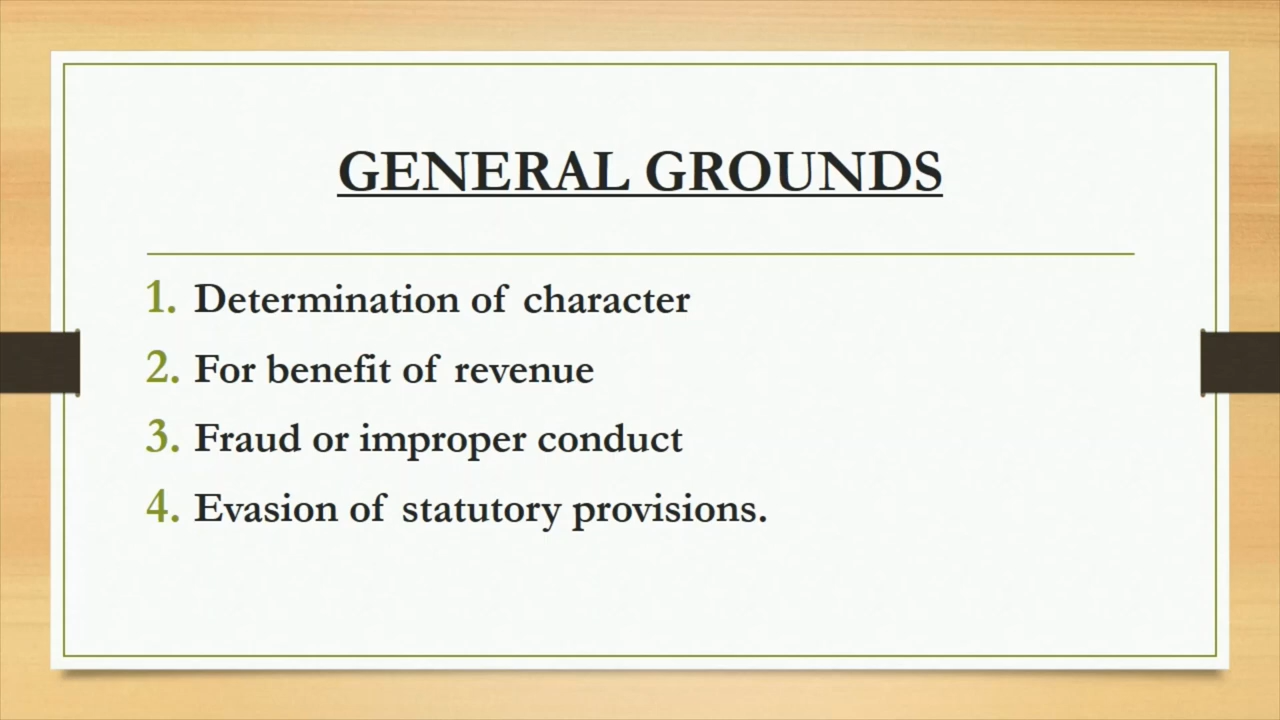 GENERAL GROUNDS
1. Determination of character
2. For benefit of revenue
3. Fraud or improper conduct
4. Evasion of statutory provisions.